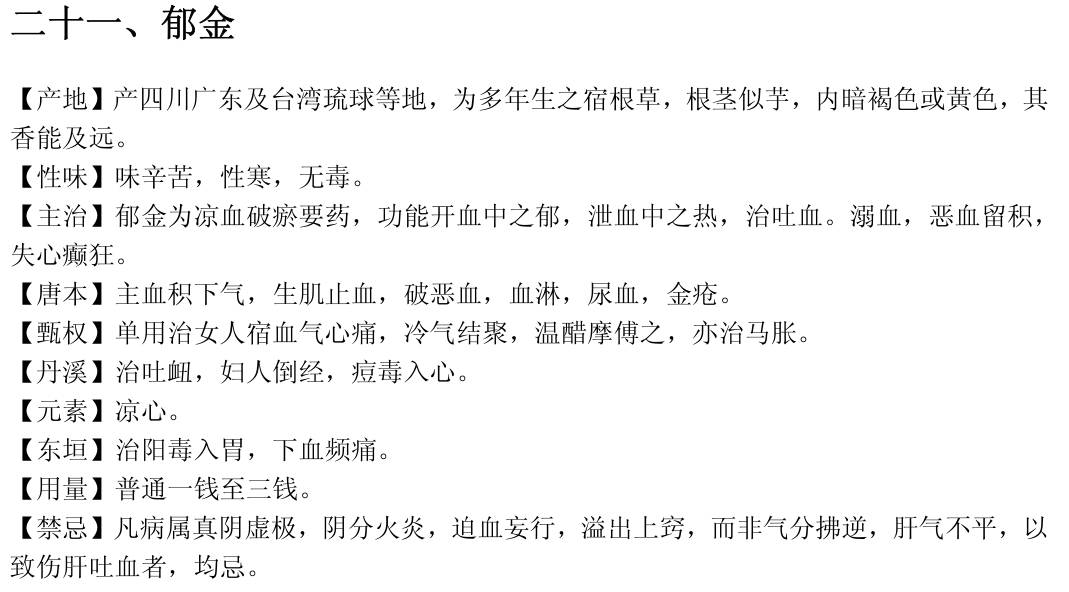 二十一、郁金
【产地】产四川广东及台湾琉球等地，为多年生之宿根草，根茎似芋，内暗褐色或黄色，其
香能及远。
【性味】味辛苦，性寒，无毒。
【主治】郁金为凉血破瘀要药，功能开血中之郁，泄血中之热，治吐血。溺血，恶血留积，
失心癫狂。
【唐本】主血积下气，生肌止血，破恶血，血淋，尿血，金疮。
【甄权】单用治女人宿血气心痛，冷气结聚，温醋摩傅之，亦治马胀。
【丹溪】治吐衄，妇人倒经，痘毒入心。
【元素】凉心。
【东垣】治阳毒入胃，下血频痛。
【用量】普通一钱至三钱。
【禁忌】凡病属真阴虚极，阴分火炎，迫血妄行，溢出上窍，而非气分拂逆，肝气不平，以
致伤肝吐血者，均忌。